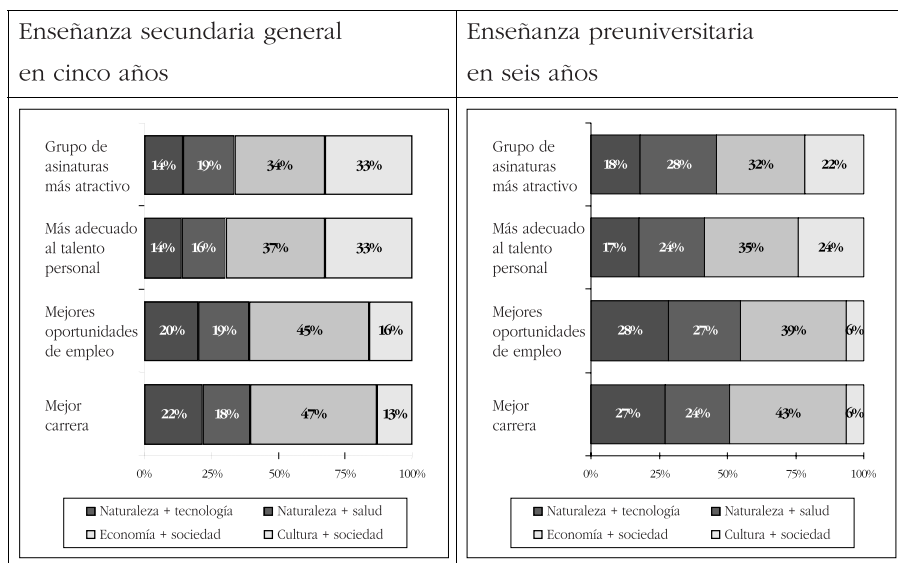 Enseñanza secundaria general
en cinco años
Grupo de
asinaturas
más atractivo
14% 19% 34% 33%
Más adecuado
al talento
personal
14% 16% 37% 33%
Mejores
oportunidades
de empleo
20% 19% 45% 16%
Mejor
carrera
22% 18% 47% 13%
0% 25% 50% 75% 100%
Naturaleza + tecnología Naturaleza + salud
Economía + sociedad Cultura + sociedad
Enseñanza preuniversitaria
en seis años
Grupo de
asinaturas
más atractivo
18% 28% 32% 22%
Más adecuado
al talento
personal
17% 24% 35% 24%
Mejores
oportunidades
de empleo
28% 27% 39% 6%
Mejor
carrera
27% 24% 43% 6%
0% 25% 50% 75% 100%
Naturaleza + tecnología Naturaleza + salud
Economía + sociedad Cultura + sociedad